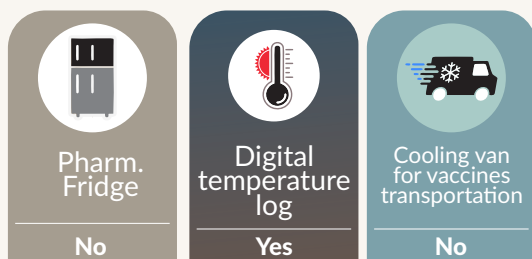 Pharm.
Fridge
No
Digital
temperature
log
Yes
Cooling van
for vaccines
transportation
No